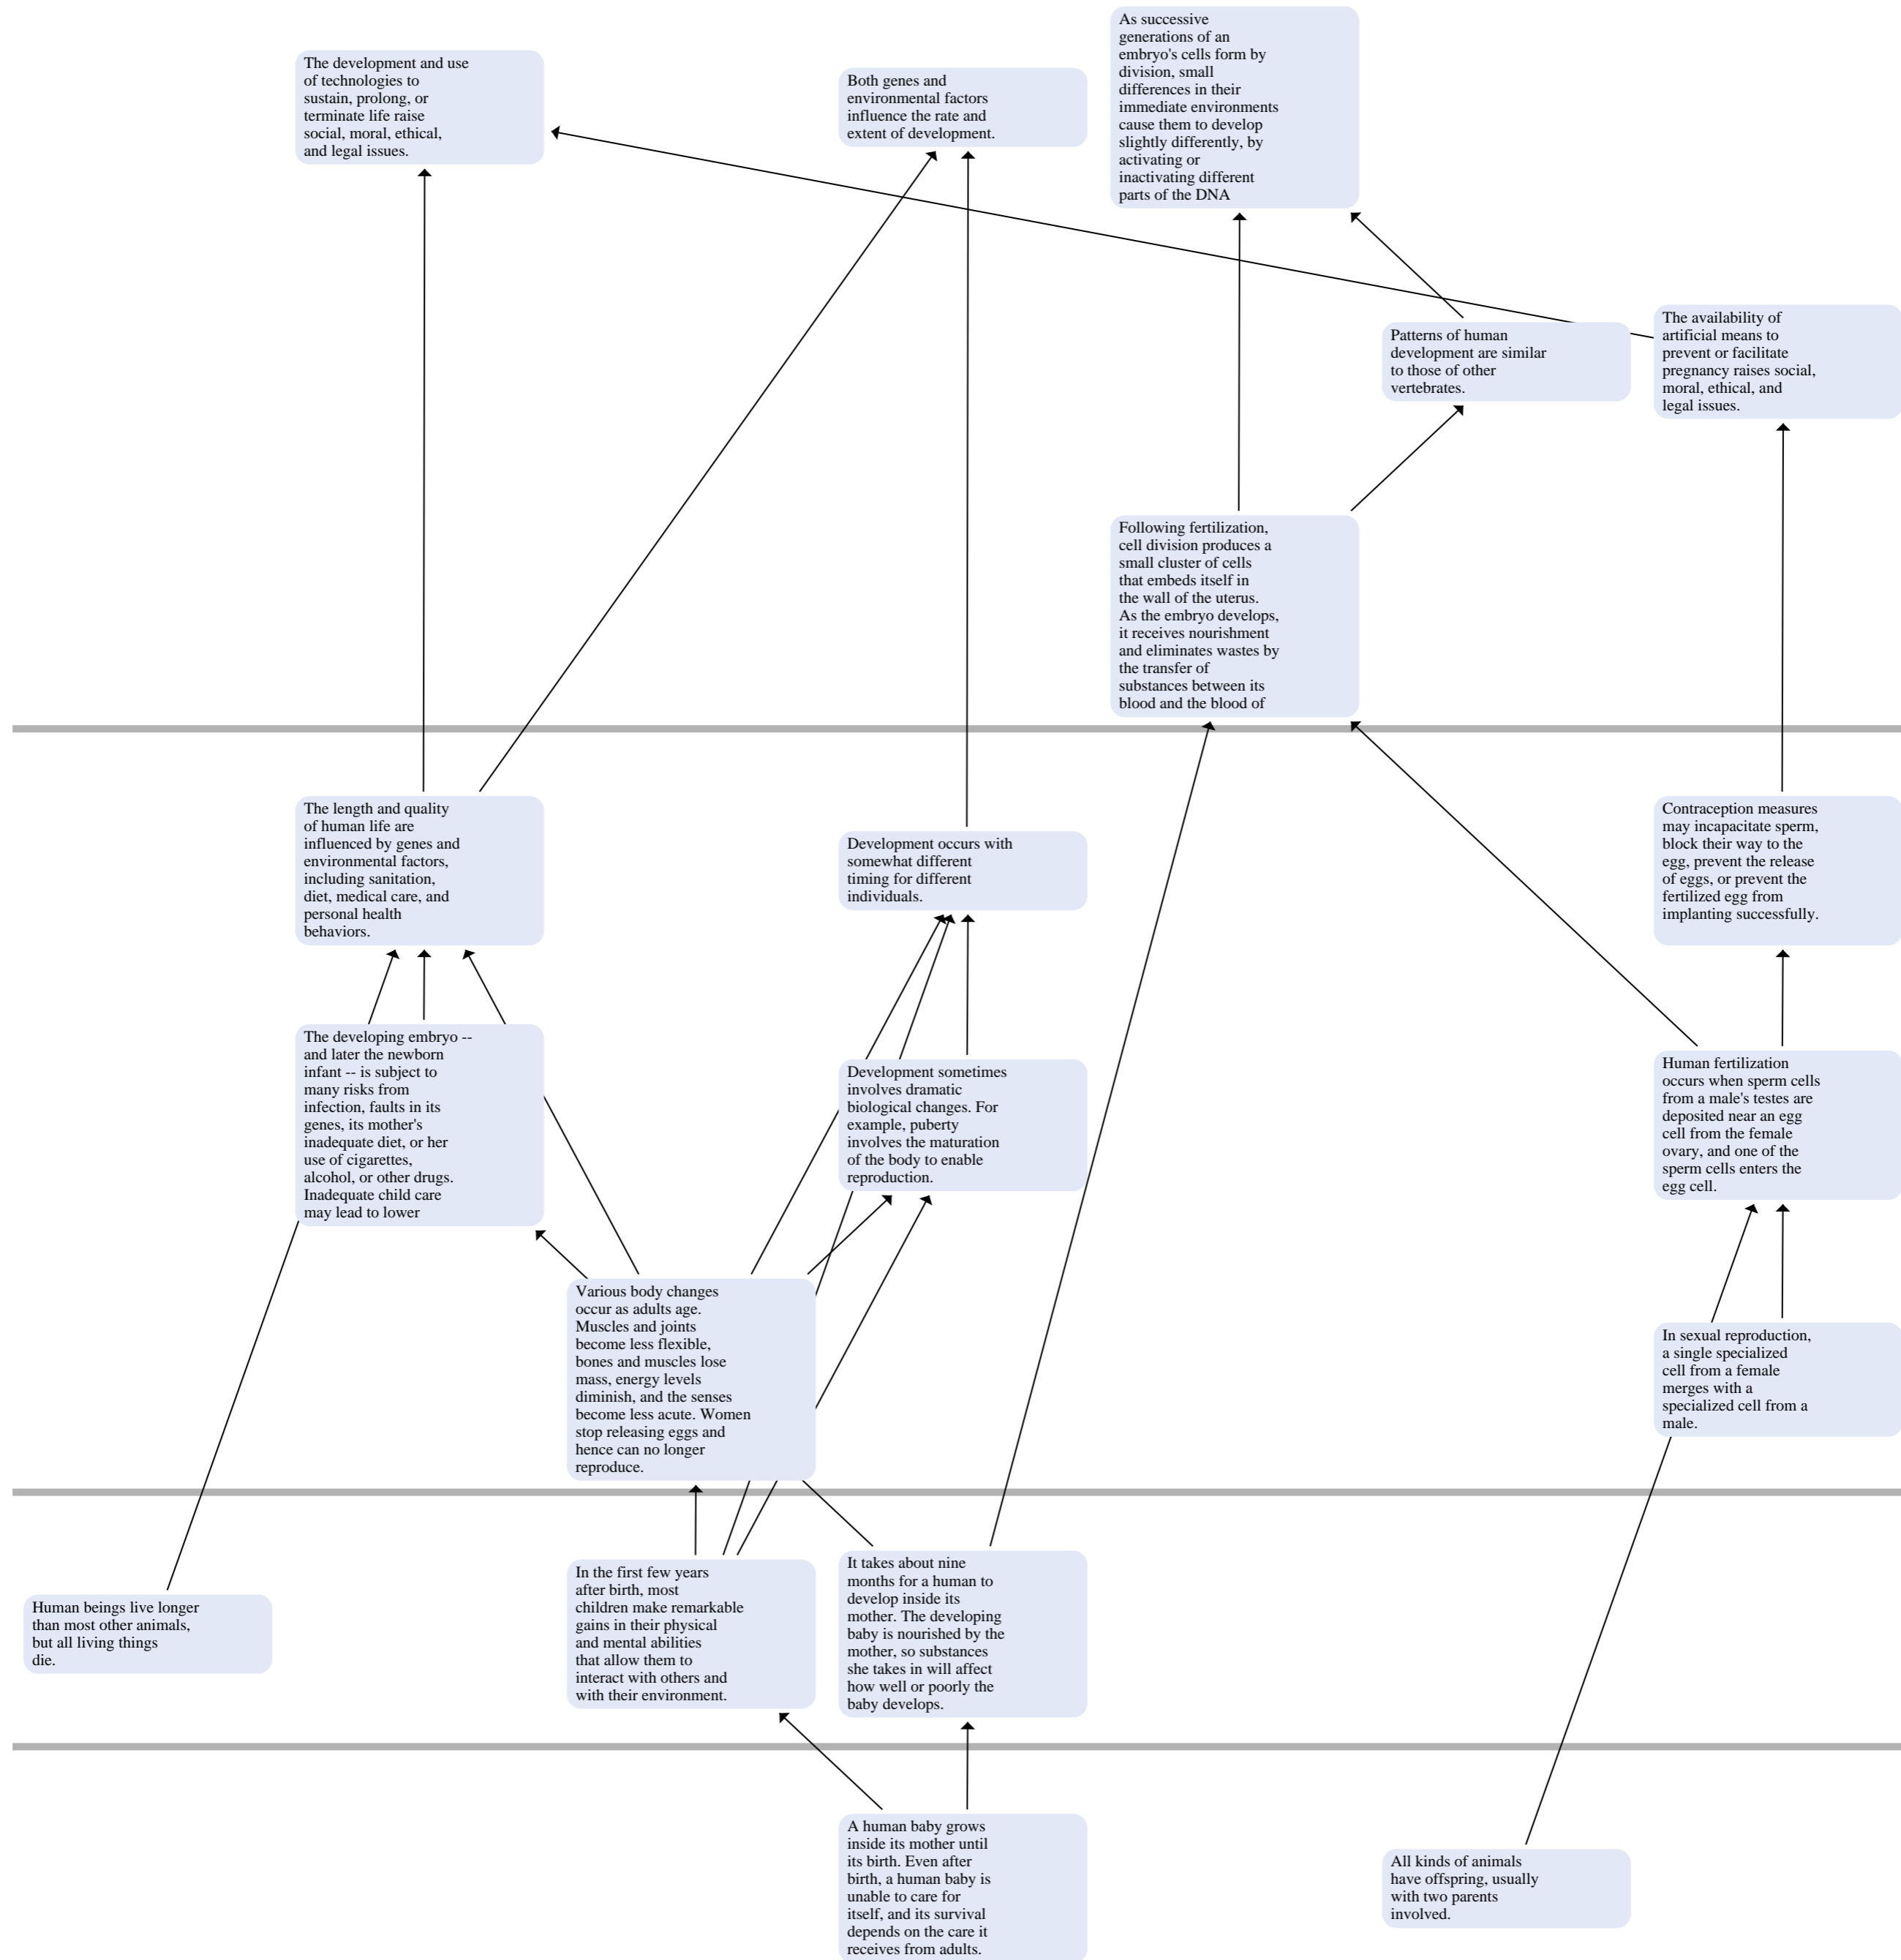 The development and use
of technologies to
sustain, prolong, or
terminate life raise
social, moral, ethical,
and legal issues.
Both genes and
environmental factors
influence the rate and
extent of development.
As successive
generations of an
embryo's cells form by
division, small
differences in their
immediate environments
cause them to develop
slightly differently, by
activating or
inactivating different
parts of the DNA
Patterns of human
development are similar
to those of other
vertebrates.
The availability of
artificial means to
prevent or facilitate
pregnancy raises social,
moral, ethical, and
legal issues.
Following fertilization,
cell division produces a
small cluster of cells
that embeds itself in
the wall of the uterus.
As the embryo develops,
it receives nourishment
and eliminates wastes by
the transfer of
substances between its
blood and the blood of
The length and quality
of human life are
influenced by genes and
environmental factors,
including sanitation,
diet, medical care, and
personal health
behaviors.
Development occurs with
somewhat different
timing for different
individuals.
Contraception measures
may incapacitate sperm,
block their way to the
egg, prevent the release
of eggs, or prevent the
fertilized egg from
implanting successfully.
The developing embryo --
and later the newborn
infant -- is subject to
many risks from
infection, faults in its
genes, its mother's
inadequate diet, or her
use of cigarettes,
alcohol, or other drugs.
Inadequate child care
may lead to lower
Development sometimes
involves dramatic
biological changes. For
example, puberty
involves the maturation
of the body to enable
reproduction.
Human fertilization
occurs when sperm cells
from a male's testes are
deposited near an egg
cell from the female
ovary, and one of the
sperm cells enters the
egg cell.
Various body changes
occur as adults age.
Muscles and joints
become less flexible,
bones and muscles lose
mass, energy levels
diminish, and the senses
become less acute. Women
stop releasing eggs and
hence can no longer
reproduce.
In sexual reproduction,
a single specialized
cell from a female
merges with a
specialized cell from a
male.
Human beings live longer
than most other animals,
but all living things
die.
In the first few years
after birth, most
children make remarkable
gains in their physical
and mental abilities
that allow them to
interact with others and
with their environment.
It takes about nine
months for a human to
develop inside its
mother. The developing
baby is nourished by the
mother, so substances
she takes in will affect
how well or poorly the
baby develops.
A human baby grows
inside its mother until
its birth. Even after
birth, a human baby is
unable to care for
itself, and its survival
depends on the care it
receives from adults.
All kinds of animals
have offspring, usually
with two parents
involved.